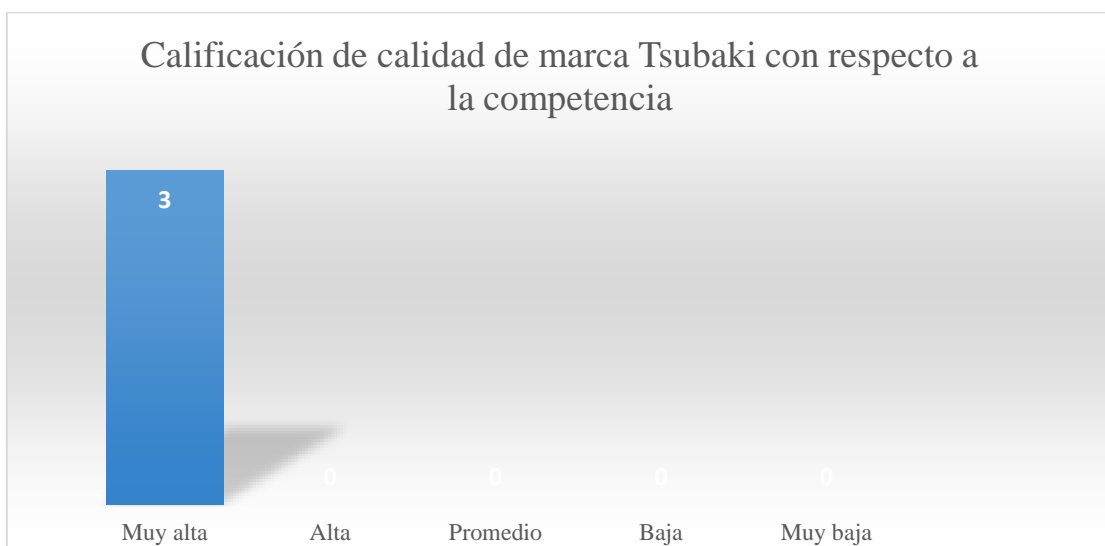 Calificación de calidad de marca Tsubaki con respecto a
la competencia
3
0 0 0 0
Muy alta Alta Promedio Baja Muy baja